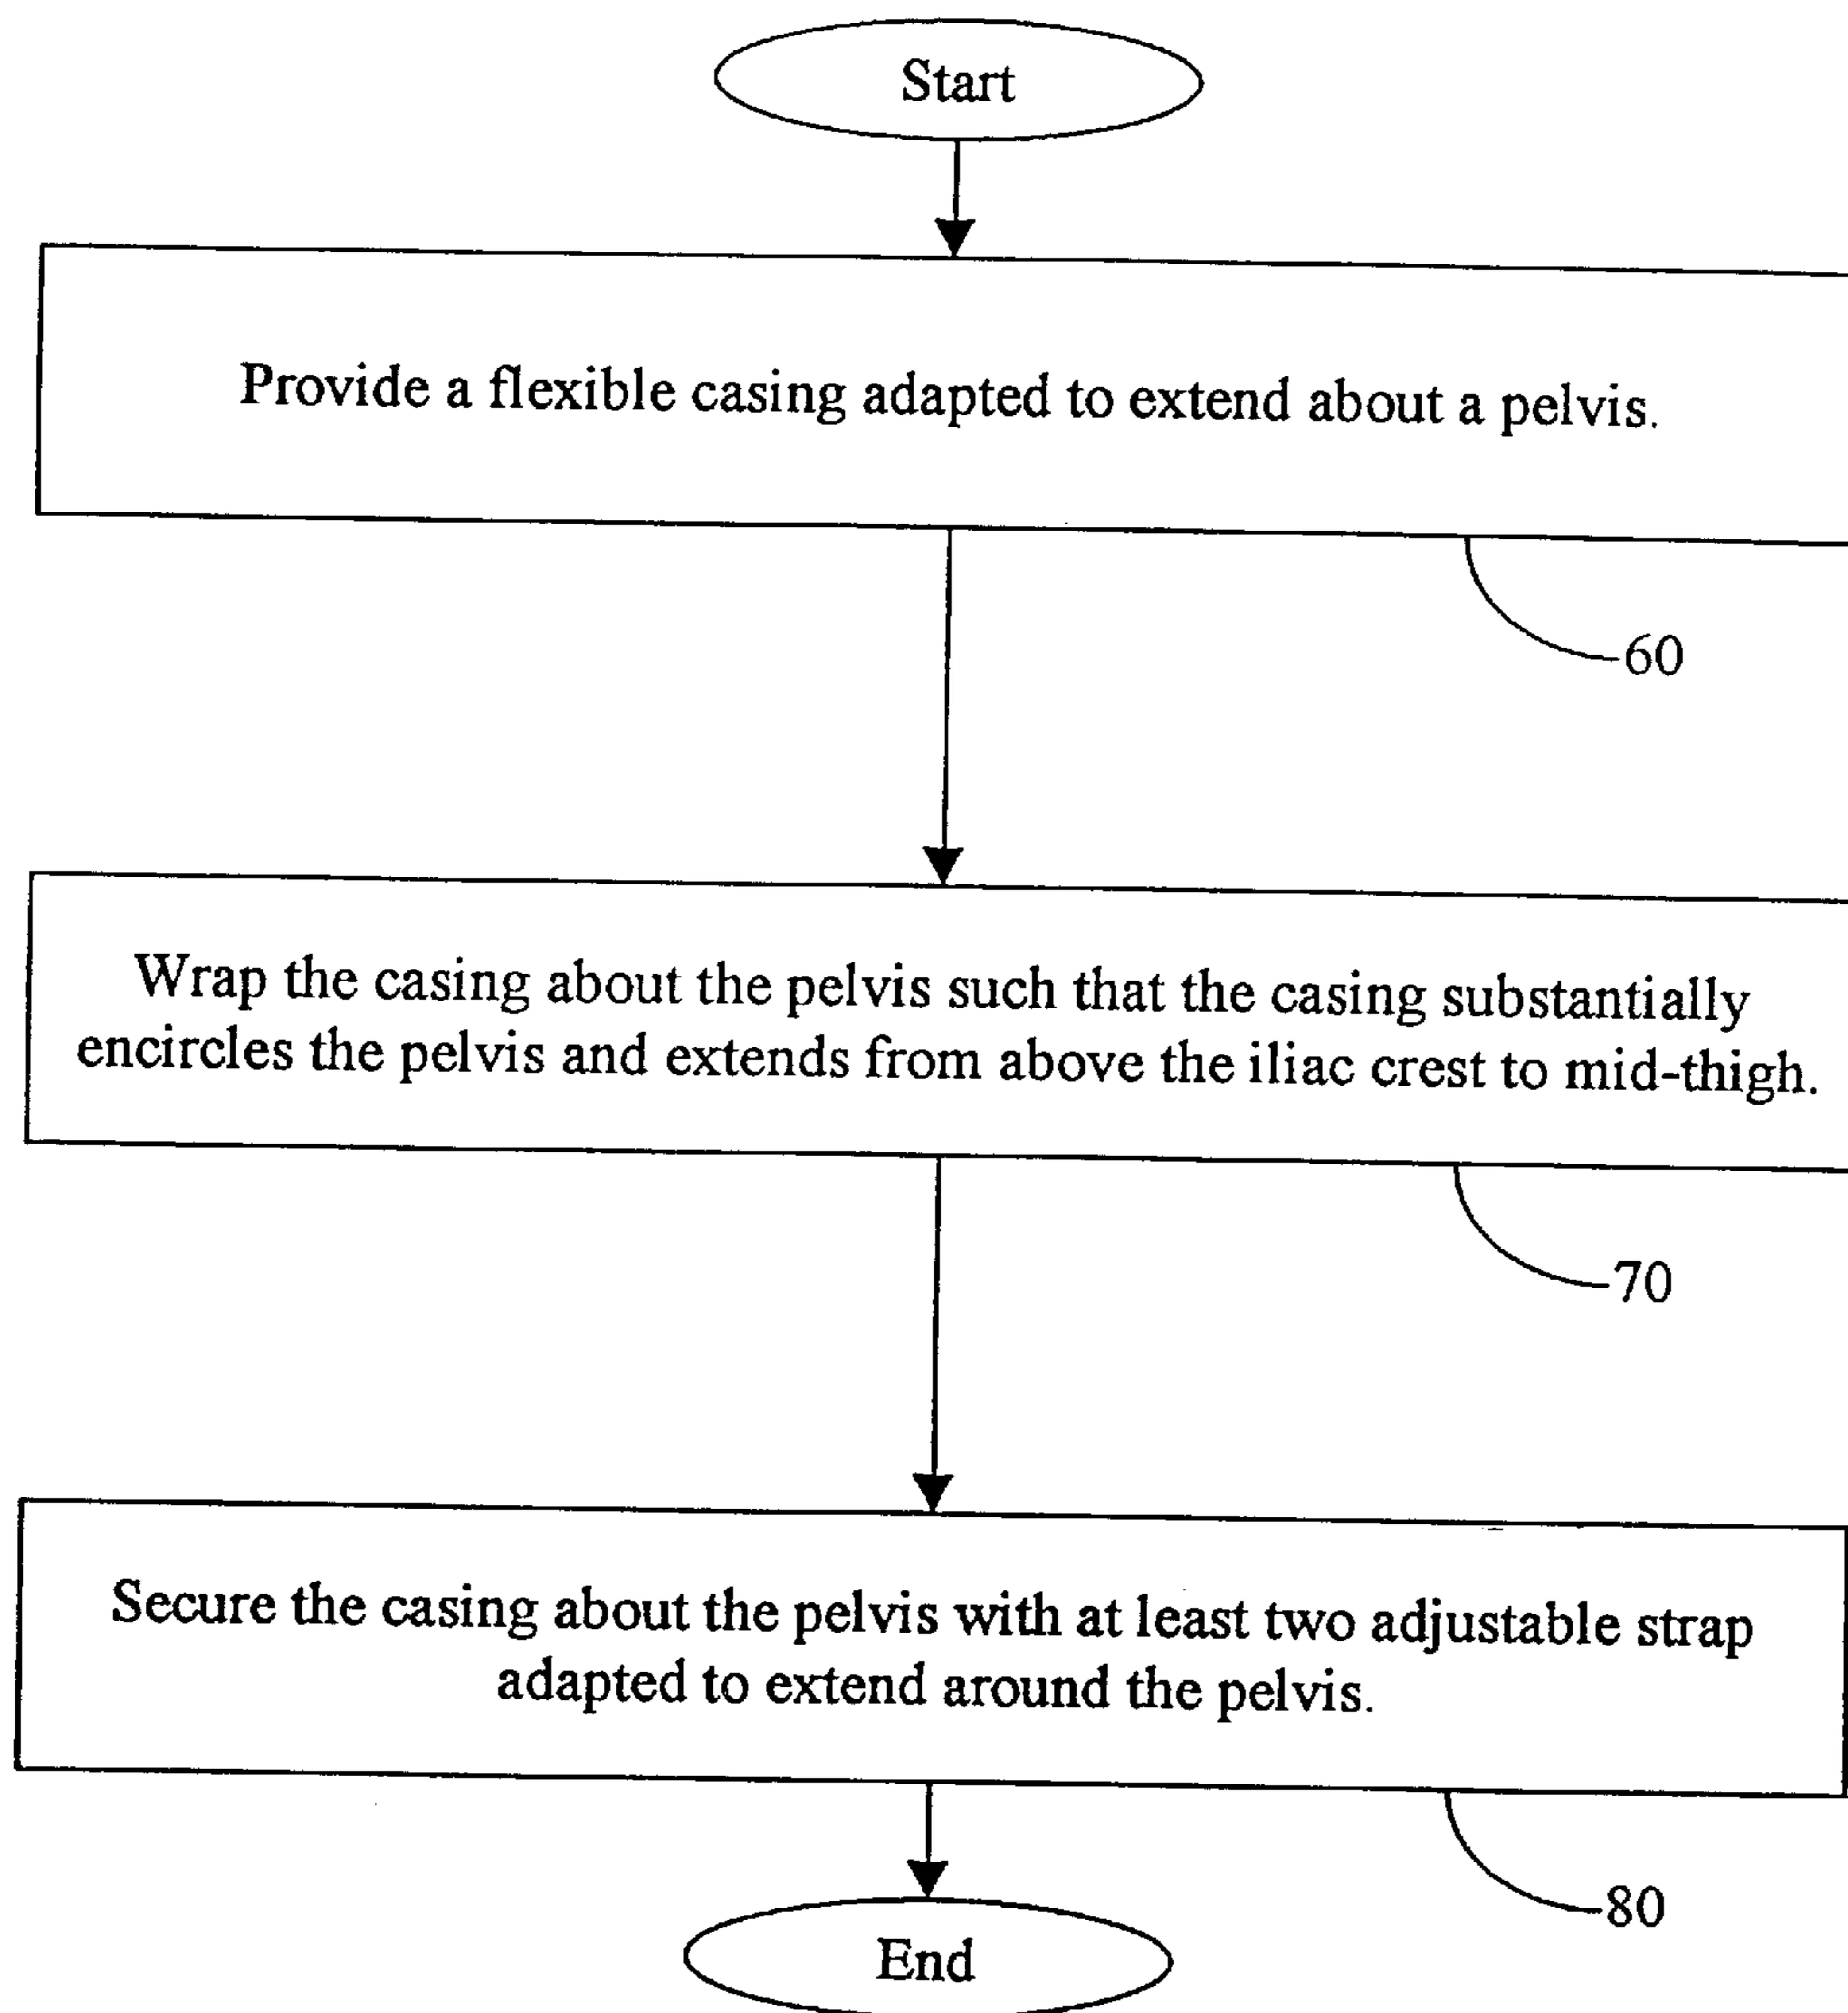 Start
Provide a flexible casing adapted to extend about a pelvis.
60
Wrap the casing about the pelvis such that the casing substantially
encircles the pelvis and extends from above the iliac crest to mid-thigh.
70
Secure the casing about the pelvis with at least two adjustable strap
adapted to extend around the pelvis.
80
End